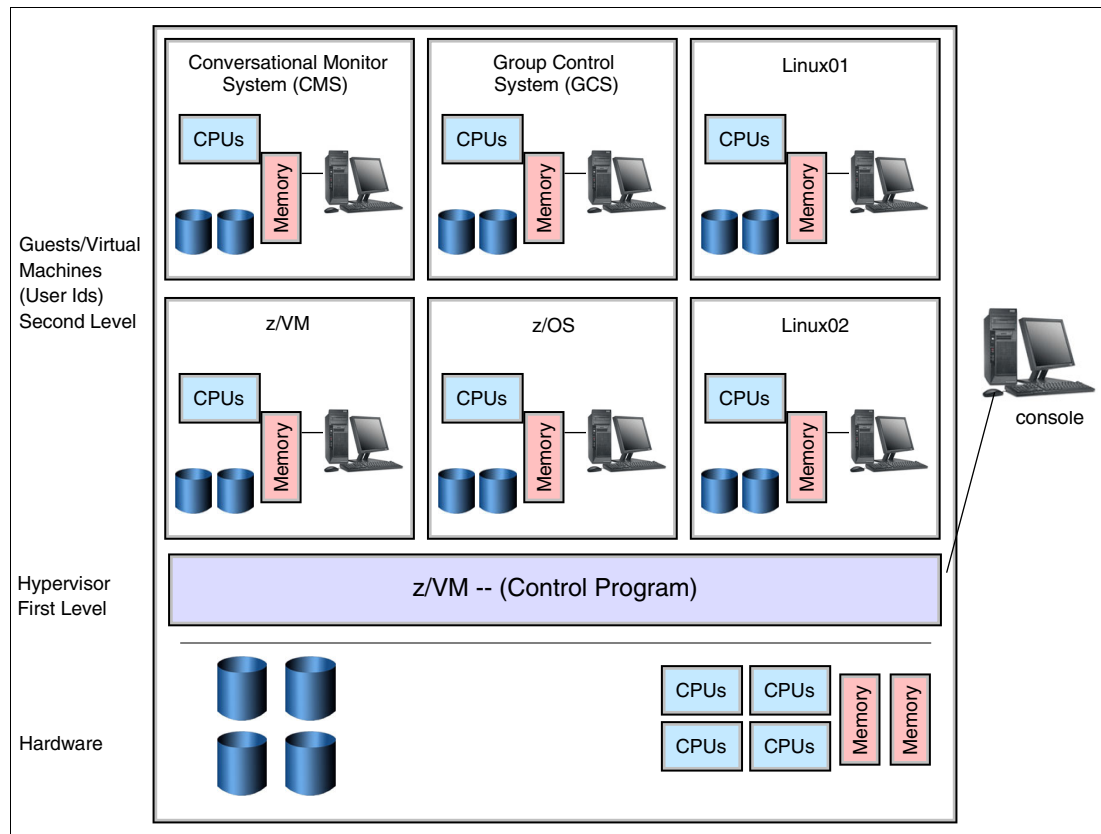 Conversational Monitor
System (CMS)
CPUs
Memory
Group Control
System (GCS)
CPUs
Memory
Linux01
CPUs
Memory
Guests/Virtual
Machines
(User Ids)
Second Level
z/VM
CPUs
Memory
z/OS
CPUs
Memory
Linux02
CPUs
Memory
console
Hypervisor
First Level
z/VM -- (Control Program)
Hardware
CPUs
CPUs
CPUs
CPUs
Memory
Memory